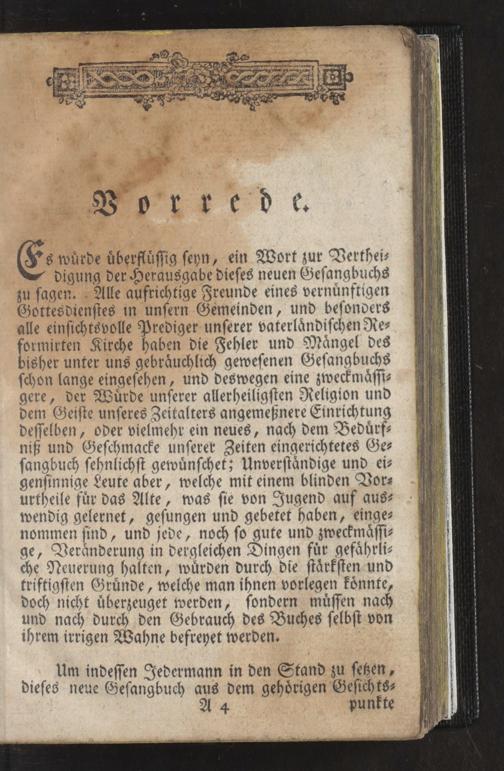 Vorrede.
Es würde überflüssig seyn, ein Wort zur Verthei-
digung der Herausgabe dieses neuen Gesangbuchs
zu sagen. Alle aufrichtige Freunde eines vernünftigen
Gottesdienstes in unsern Gemeinden, und besonders
alle einsichtsvolle Prediger unserer vaterländischen Re-
formirten Kirche haben die Fehler und Mängel des
bisher unter uns gebräuchlich gewesenen Gesangbuchs
schon lange eingesehen, und deswegen eine zweckmässi-
gere, der Würde unserer allerheiligsten Religion und
dem Geiste unseres Zeitalters angemeßnere Einrichtung
desselben, oder vielmehr ein neues, nach dem Bedürf-
niß und Geschmacke unserer Zeiten eingerichtetes Ge-
sangbuch sehnlichst gewünschet; Unverständige und ei-
gensinnige Leute aber, welche mit einem blinden Vor-
urtheile für das Alte, was sie von Jugend auf aus-
wendig gelernet, gesungen und gebetet haben, einge-
nommen sind, und jede, noch so gute und zweckmässi-
ge, Veränderung in dergleichen Dingen für gefährli-
che Neuerung halten, würden durch die stärksten und
triftigsten Gründe, welche man ihnen vorlegen könnte,
doch nicht überzeuget werden, sondern müssen nach
und nach durch den Gebrauch des Buches selbst von
ihrem irrigen Wahne befreyet werden.
Um indessen Jedermann in den Stand zu setzen,
dieses neue Gesangbuch aus dem gehörigen Gesichts-
A 4 punkte